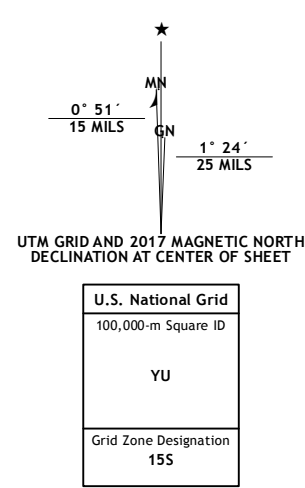 MN
0° 51´
15 MILS
GN
1° 24´
25 MILS
UTM GRID AND 2017 MAGNETIC NORTH
DECLINATION AT CENTER OF SHEET
U.S. National Grid
100,000-m Square ID
YU
Grid Zone Designation
15S